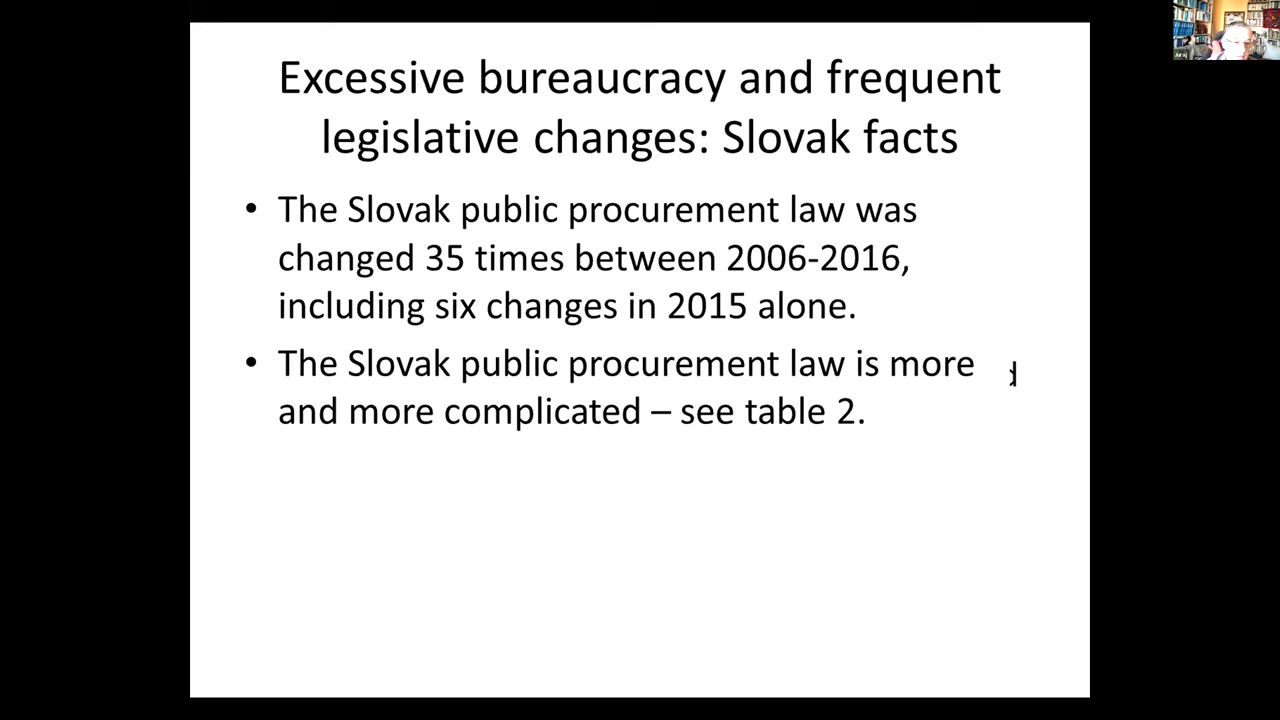 Excessive bureaucracy and frequent
legislative changes: Slovak facts
• The Slovak public procurement law was
changed 35 times between 2006-2016,
including six changes in 2015 alone.
• The Slovak public procurement law is more
and more complicated – see table 2.